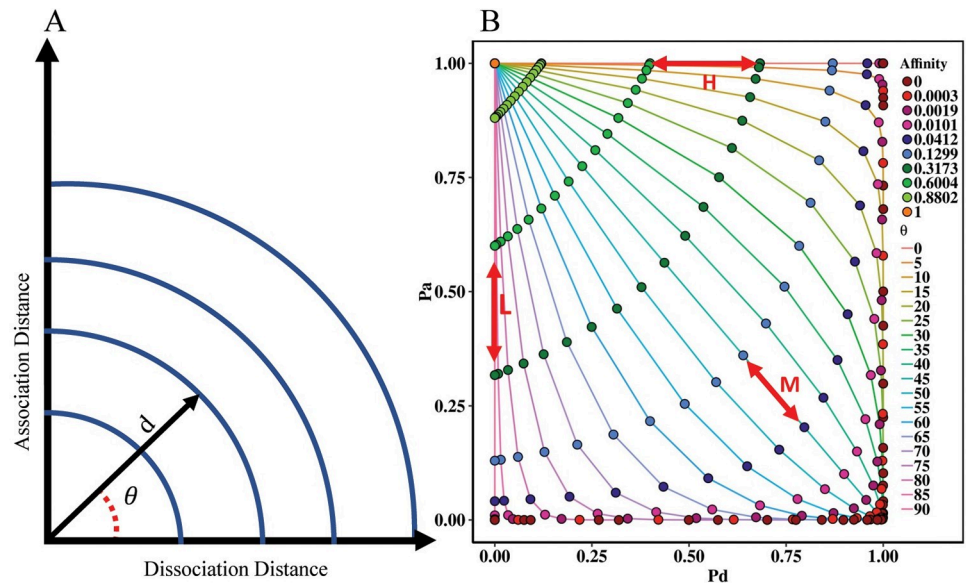 A
Association Distance
d
θ
Dissociation Distance
B
1.00
0.75
0.50
0.25
0.00
Pa
H
L
M
0.00 0.25 0.50 0.75 1.00
Pd
Affinity
0
0.0003
0.0019
0.0101
0.0412
0.1299
0.3173
0.6004
0.8802
1
θ
0
5
10
15
20
25
30
35
40
45
50
55
60
65
70
75
80
85
90